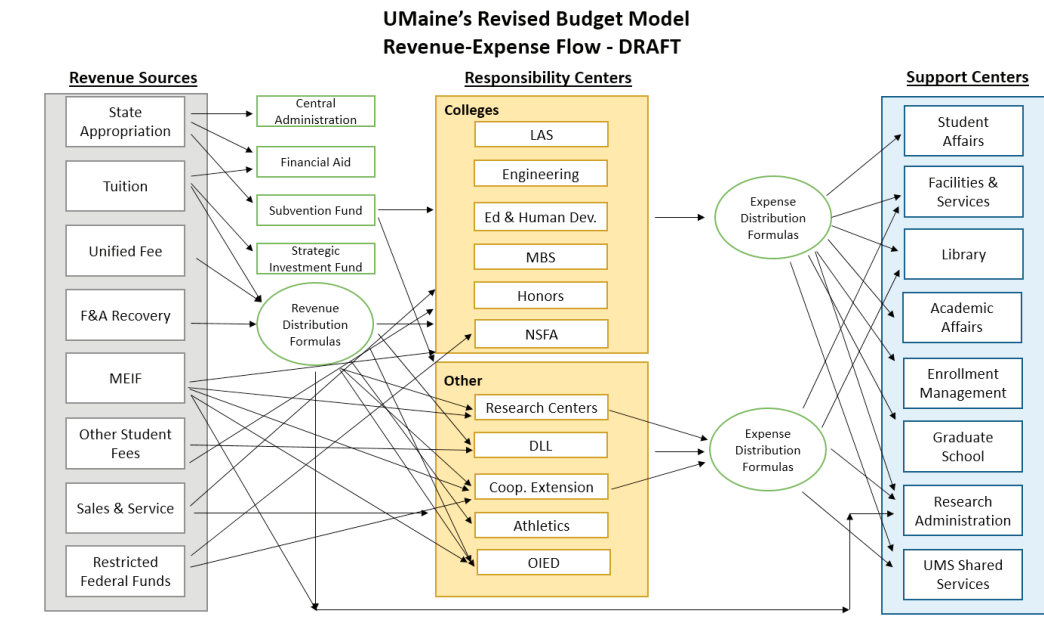 UMaine's Revised Budget Model
Revenue-Expense Flow - DRAFT
Revenue Sources
Responsibility Centers
Support Centers
State
Appropriation
Tuition
Unified Fee
F&A Recovery
MEIF
Other Student
Fees
Sales & Service
Restricted
Federal Funds
Central
Administration
Financial Aid
Subvention Fund
Strategic
Investment Fund
Revenue
Distribution
Formulas
Colleges
LAS
Engineering
Ed & Human Dev.
MBS
Honors
NSFA
Other
Research Centers
DLL
Coop. Extension
Athletics
OIED
Expense
Distribution
Formulas
Expense
Distribution
Formulas
Student
Affairs
Facilities &
Services
Library
Academic
Affairs
Enrollment
Management
Graduate
School
Research
Administration
UMS Shared
Services